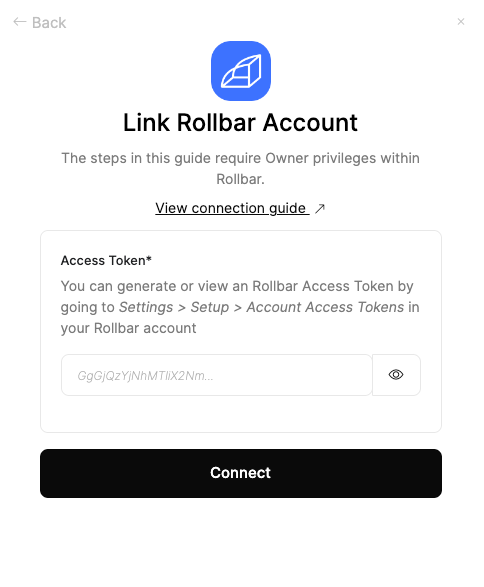 ← Back
×
Link Rollbar Account
The steps in this guide require Owner privileges within
Rollbar.
View connection guide ↗
Access Token*
You can generate or view an Rollbar Access Token by
going to Settings > Setup > Account Access Tokens in
your Rollbar account
GgGjQzYjNhMTliX2Nm...
Connect